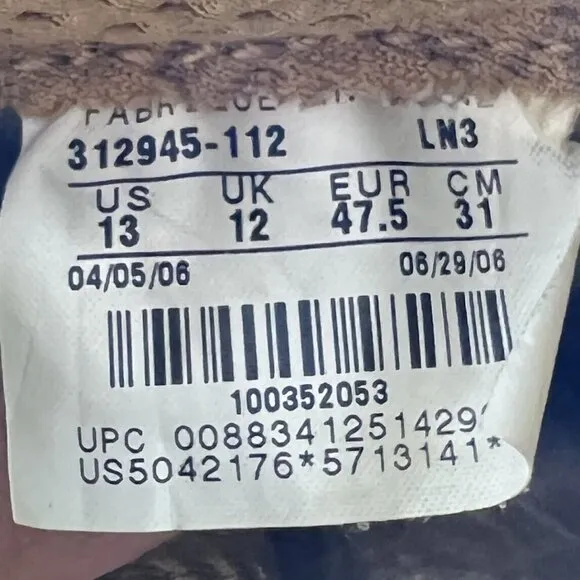 312945-112 LN3
US UK EUR CM
13 12 47.5 31
04/05/06 06/29/06
100352053
UPC 0088341251429
US5042176*5713141*